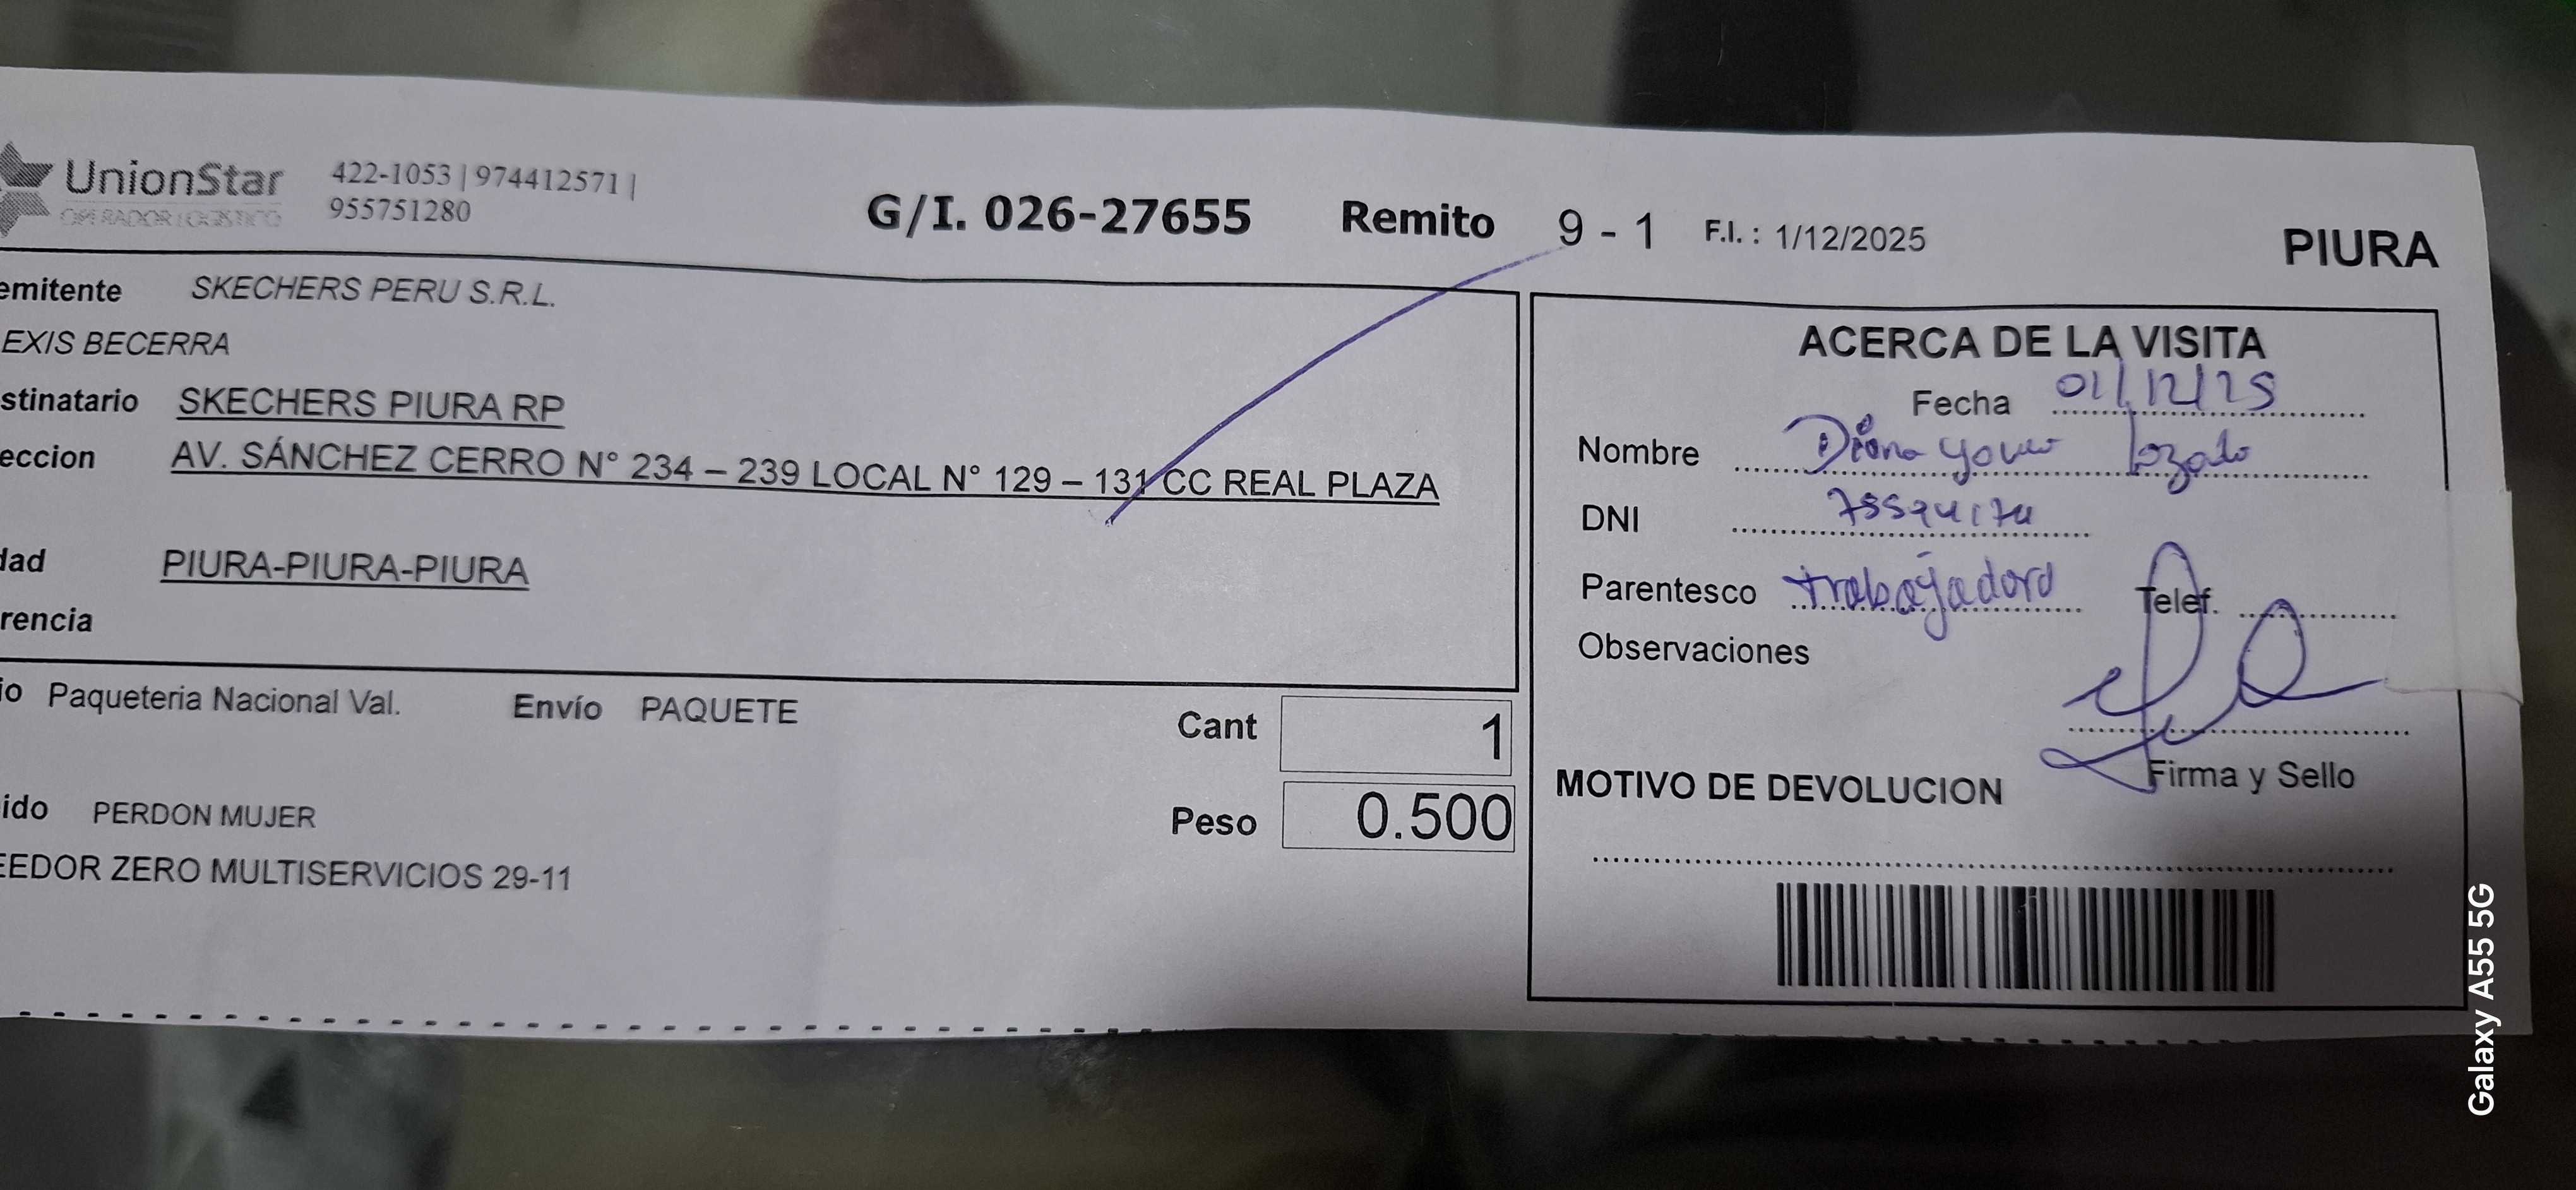 UnionStar
OPERADOR LOGISTICO
422-1053 | 974412571 |
955751280
G/I. 026-27655 Remito 9 - 1 F.I. : 1/12/2025 PIURA
emitente SKECHERS PERU S.R.L.
EXIS BECERRA
stinatario SKECHERS PIURA RP
eccion AV. SÁNCHEZ CERRO N° 234 – 239 LOCAL N° 129 – 131 CC REAL PLAZA
dad PIURA-PIURA-PIURA
rencia
io Paqueteria Nacional Val. Envío PAQUETE
Cant 1
Peso 0.500
ido PERDON MUJER
EEDOR ZERO MULTISERVICIOS 29-11
ACERCA DE LA VISITA
Fecha 01/12/25
Nombre Diana Lozado
DNI
Parentesco trabajadora Telef.
Observaciones
Firma y Sello
MOTIVO DE DEVOLUCION
Galaxy A55 5G